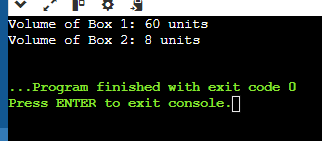 Volume of Box 1: 60 units
Volume of Box 2: 8 units
...Program finished with exit code 0
Press ENTER to exit console.